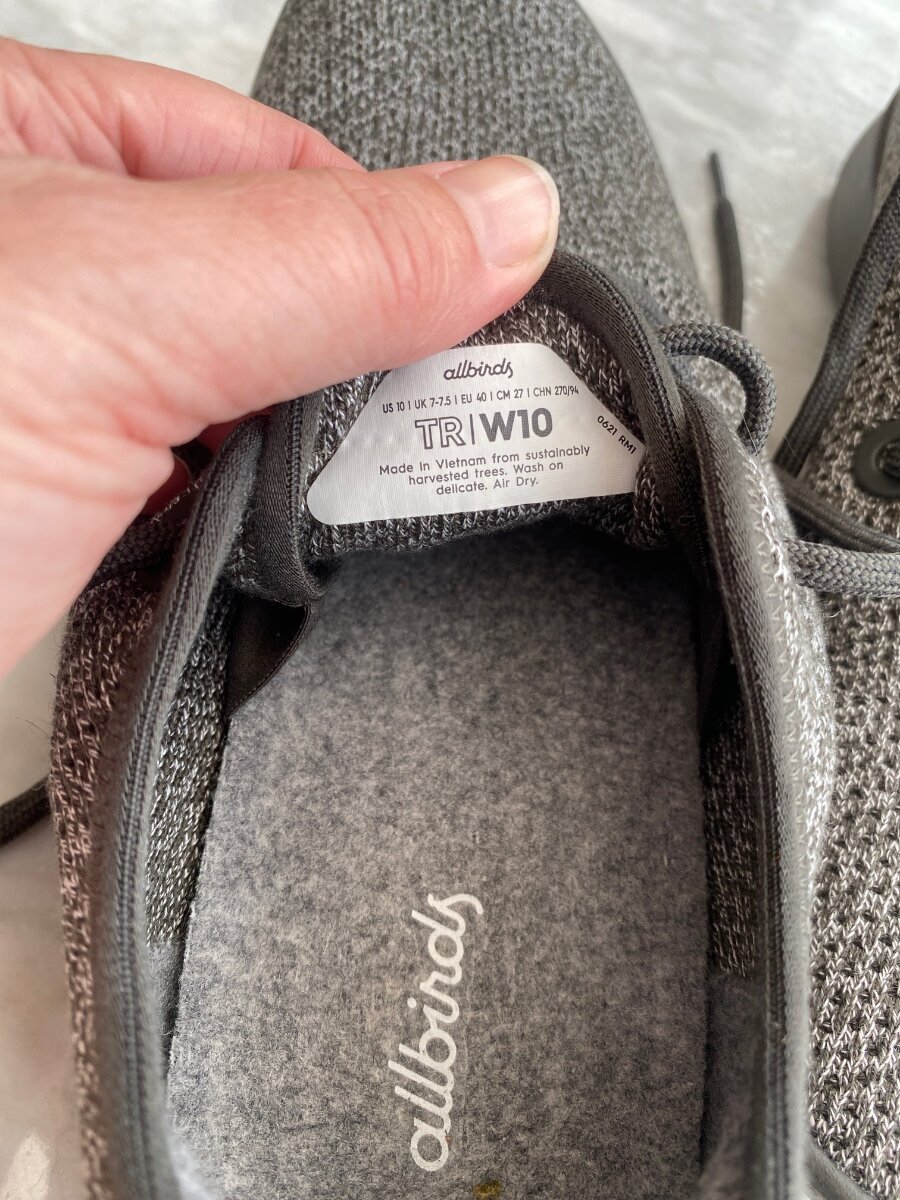 allbirds
US 10 | UK 7-7.5 | EU 40 | CM 27 | CHN 270/94
TR|W10
0621 RM1
Made in Vietnam from sustainably
harvested trees. Wash on
delicate. Air Dry.
allbirds